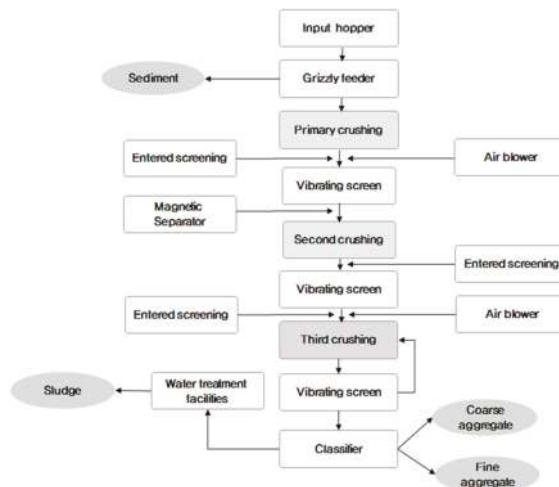 Input hopper
Sediment
Grizzly feeder
Primary crushing
Entered screening
Air blower
Vibrating screen
Magnetic
Separator
Second crushing
Entered screening
Vibrating screen
Entered screening
Air blower
Third crushing
Sludge
Water treatment
facilities
Vibrating screen
Coarse
aggregate
Classifier
Fine
aggregate